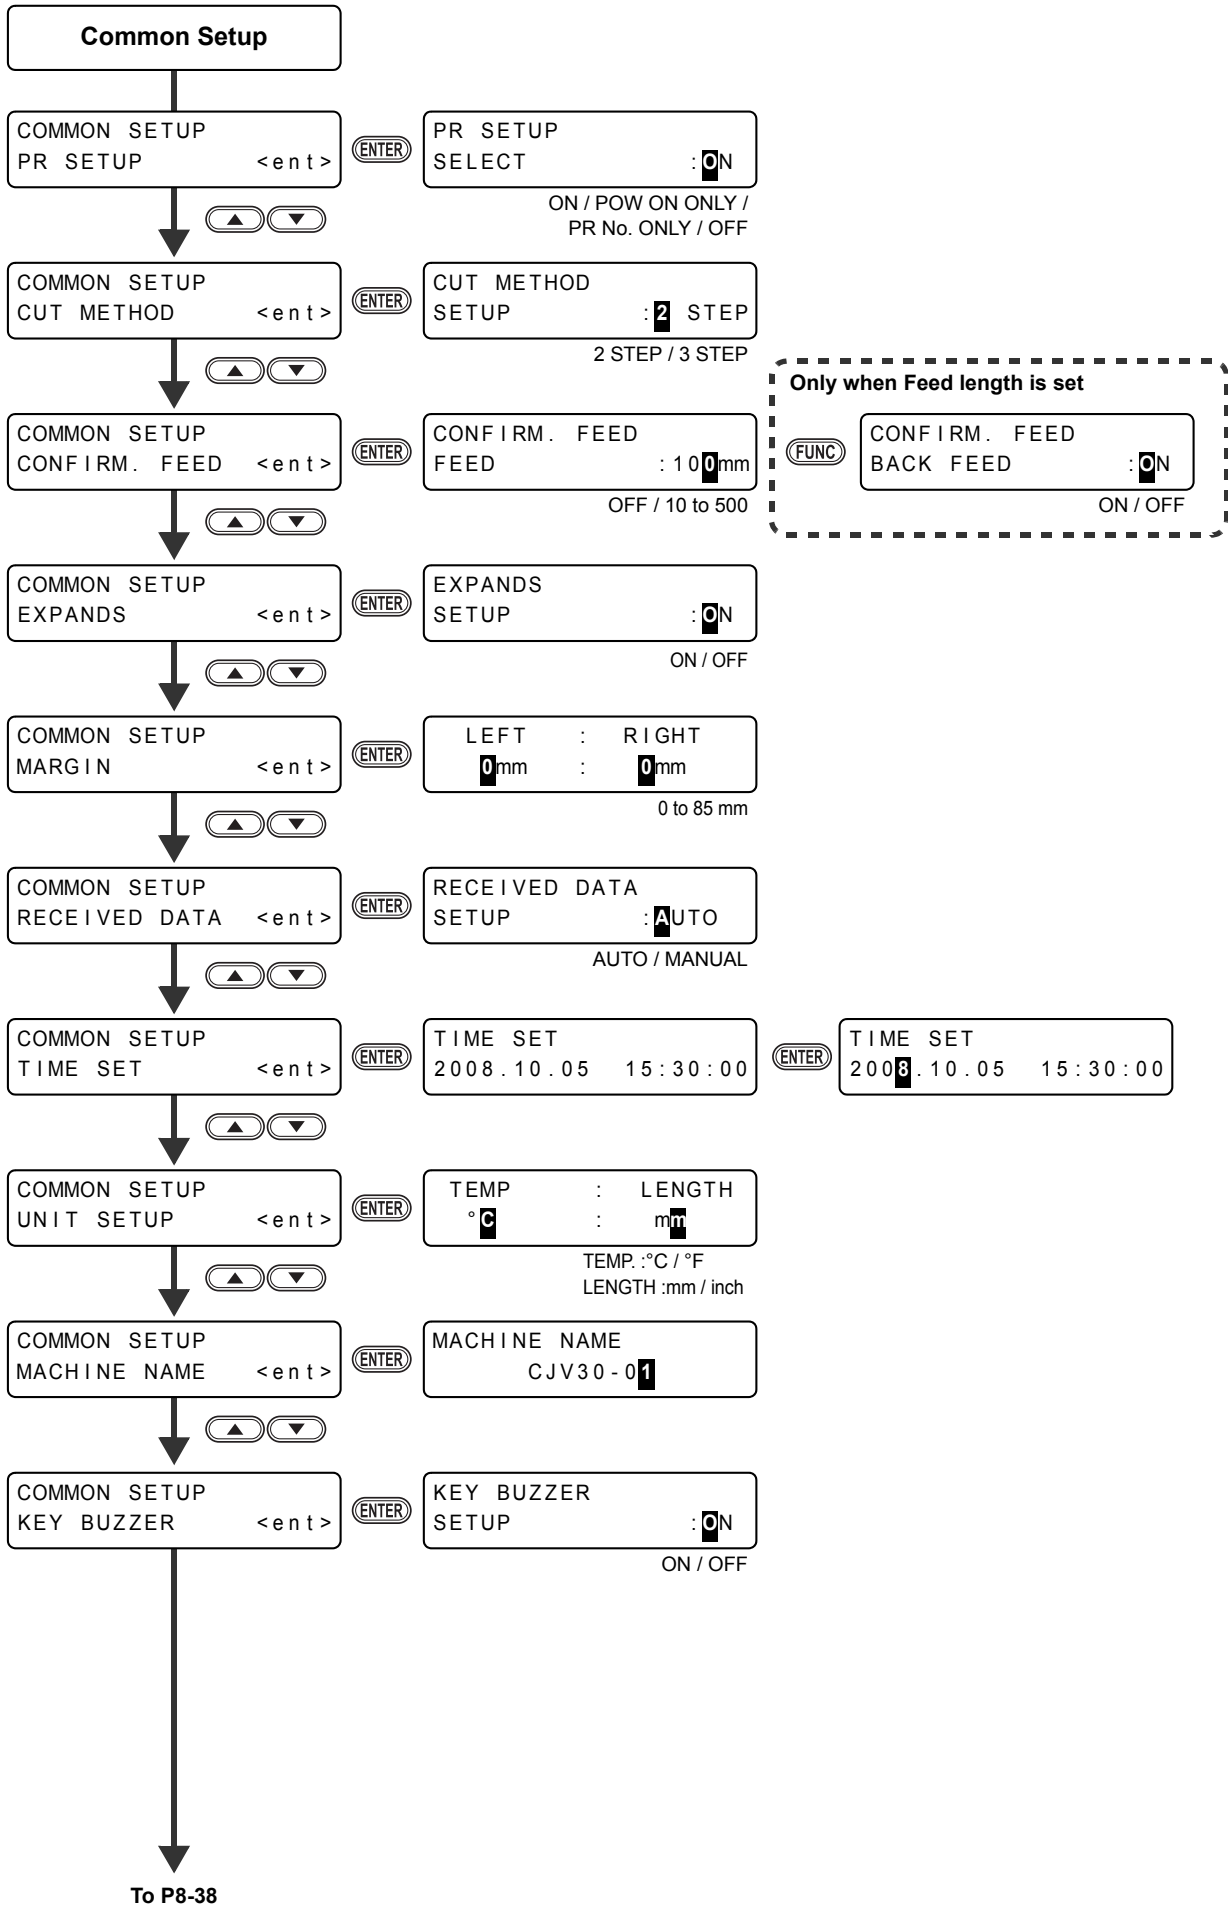 Common Setup
COMMON SETUP
PR SETUP <ent>
ENTER
PR SETUP
SELECT :ON
ON / POW ON ONLY /
PR No. ONLY / OFF
COMMON SETUP
CUT METHOD <ent>
ENTER
CUT METHOD
SETUP :2 STEP
2 STEP / 3 STEP
COMMON SETUP
CONFIRM. FEED <ent>
ENTER
CONFIRM. FEED
FEED :100mm
OFF / 10 to 500
Only when Feed length is set
FUNC
CONFIRM. FEED
BACK FEED :ON
ON / OFF
COMMON SETUP
EXPANDS <ent>
ENTER
EXPANDS
SETUP :ON
ON / OFF
COMMON SETUP
MARGIN <ent>
ENTER
LEFT : RIGHT
0mm : 0mm
0 to 85 mm
COMMON SETUP
RECEIVED DATA <ent>
ENTER
RECEIVED DATA
SETUP :AUTO
AUTO / MANUAL
COMMON SETUP
TIME SET <ent>
ENTER
TIME SET
2008.10.05 15:30:00
ENTER
TIME SET
2008.10.05 15:30:00
COMMON SETUP
UNIT SETUP <ent>
ENTER
TEMP : LENGTH
°C : mm
TEMP. :°C / °F
LENGTH :mm / inch
COMMON SETUP
MACHINE NAME <ent>
ENTER
MACHINE NAME
CJV30-01
COMMON SETUP
KEY BUZZER <ent>
ENTER
KEY BUZZER
SETUP :ON
ON / OFF
To P8-38